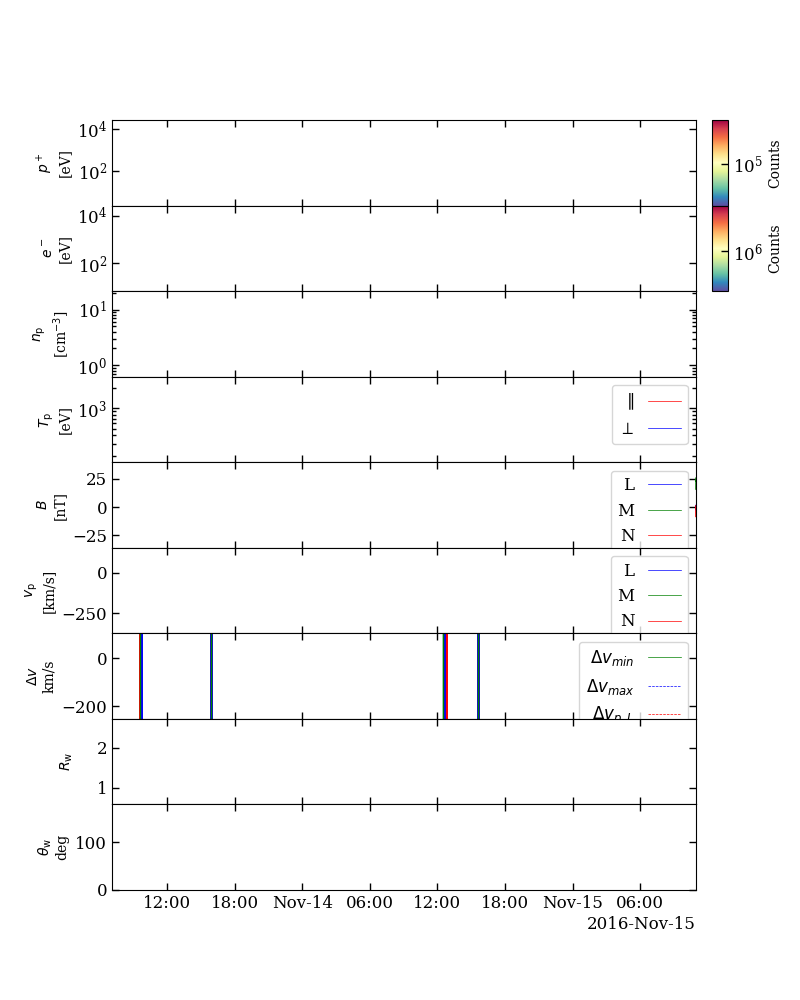 10^4
10^2
p^+
[eV]
10^5
Counts
10^4
10^2
e^-
[eV]
10^6
Counts
10^1
10^0
n_p
[cm^-3]
10^3
T_p
[eV]
∥
⊥
25
0
−25
B
[nT]
L
M
N
0
−250
v_p
[km/s]
L
M
N
0
−200
Δv
km/s
Δv_min
Δv_max
Δv_p,L
2
1
R_w
100
0
θ_w
deg
12:00 18:00 Nov-14 06:00 12:00 18:00 Nov-15 06:00
2016-Nov-15